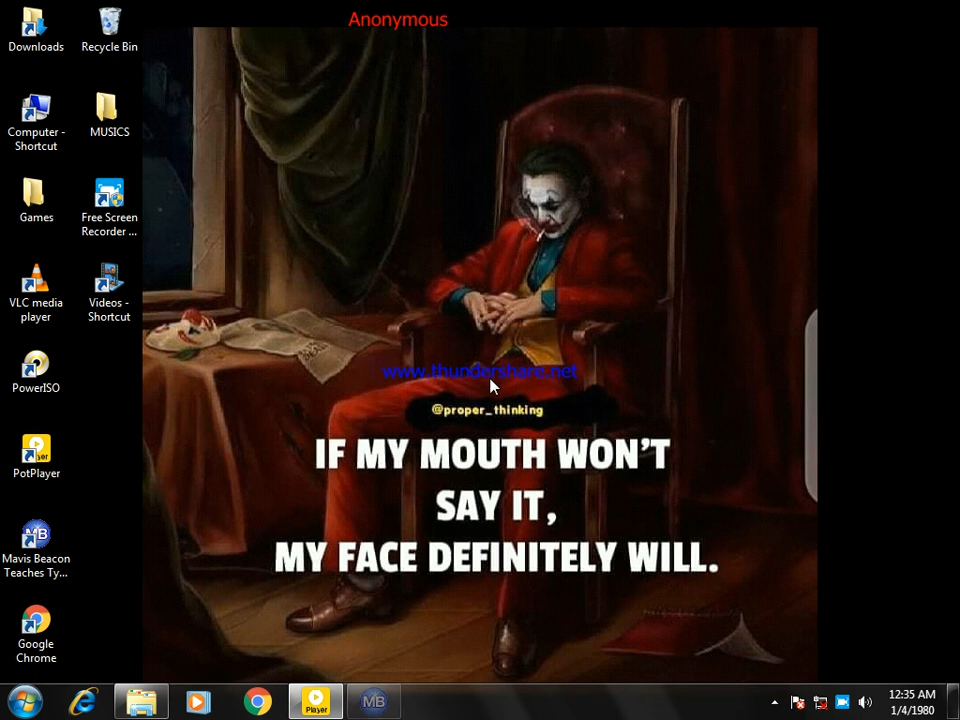 Anonymous
Downloads
Recycle Bin
Computer -
Shortcut
MUSICS
Games
Free Screen
Recorder ...
VLC media
player
Videos -
Shortcut
PowerISO
PotPlayer
Mavis Beacon
Teaches Ty...
Google
Chrome
www.thundershare.net
@proper_thinking
IF MY MOUTH WON'T
SAY IT,
MY FACE DEFINITELY WILL.
Player
MB
12:35 AM
1/4/1980